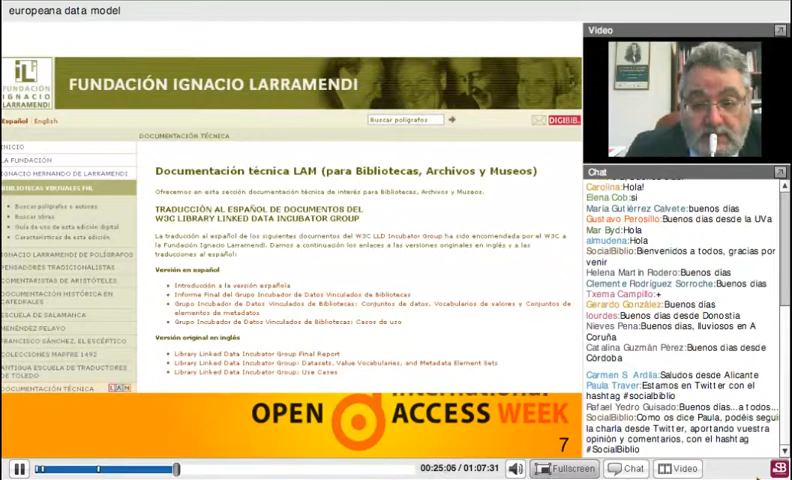 europeana data model
FUNDACIÓN
IGNACIO
LARRAMENDI
FUNDACIÓN IGNACIO LARRAMENDI
Español | English
Buscar polígrafos
DIGIBIB
DOCUMENTACIÓN TÉCNICA
INICIO
LA FUNDACIÓN
IGNACIO HERNANDO DE LARRAMENDI
BIBLIOTECAS VIRTUALES FHL
Buscar polígrafos o autores
Buscar obras
Guía de uso de esta edición digital
Características de esta edición
IGNACIO LARRAMENDI DE POLÍGRAFOS
PENSADORES TRADICIONALISTAS
COMENTARISTAS DE ARISTÓTELES
DOCUMENTACIÓN HISTÓRICA EN
CATEDRALES
ESCUELA DE SALAMANCA
MENÉNDEZ PELAYO
FRANCISCO SÁNCHEZ, EL ESCÉPTICO
COLECCIONES MAPFRE 1492
ANTIGUA ESCUELA DE TRADUCTORES
DE TOLEDO
DOCUMENTACIÓN TÉCNICA
LAM
Documentación técnica LAM (para Bibliotecas, Archivos y Museos)
Ofrecemos en esta sección documentación técnica de interés para Bibliotecas, Archivos y Museos.
TRADUCCIÓN AL ESPAÑOL DE DOCUMENTOS DEL
W3C LIBRARY LINKED DATA INCUBATOR GROUP
La traducción al español de los siguientes documentos del W3C LLD Incubator Group ha sido encomendada por el W3C a
la Fundación Ignacio Larramendi. Damos a continuación los enlaces a las versiones originales en inglés y a las
traducciones al español:
Versión en español
Introducción a la versión española
Informe Final del Grupo Incubador de Datos Vinculados de Bibliotecas
Grupo Incubador de Datos Vinculados de Bibliotecas: Conjuntos de datos, Vocabularios de valores y Conjuntos de
elementos de metadatos
Grupo Incubador de Datos Vinculados de Bibliotecas: Casos de uso
Versión original en inglés
Library Linked Data Incubator Group Final Report
Library Linked Data Incubator Group: Datasets, Value Vocabularies, and Metadata Element Sets
Library Linked Data Incubator Group: Use Cases
International
OPEN ACCESS WEEK
7
Video
Chat
Carolina:Hola!
Elena Cob:si
María Gutiérrez Calvete:buenos
días
Gustavo Perosillo:Buenos días desde la UVa
Mar Byd:Hola
almudena:Hola
SocialBiblio:Bienvenidos a todos, gracias por
venir
Helena Martín Rodero:Buenos días
Clemente Rodríguez Sorroche:Buenos días
Txema Campillo:+
Gerardo González:Buenos días
lourdes:Buenos días desde Donostia
Nieves Pena:Buenos días, lluviosos en A
Coruña
Catalina Guzmán Pérez:Buenos días desde
Córdoba
Carmen S Ardila:Saludos desde Alicante
Paula Traver:Estamos en Twitter con el
hashtag #socialbiblio
Rafael Yedro Guisado:Buenos días...a todos...
SocialBiblio:Como os dice Paula, podéis segui
la charla desde Twitter, aportando vuestra
opinión y comentarios, con el hashtag
#SocialBiblio
00:25:06 / 01:07:31
Fullscreen
Chat
Video
SB